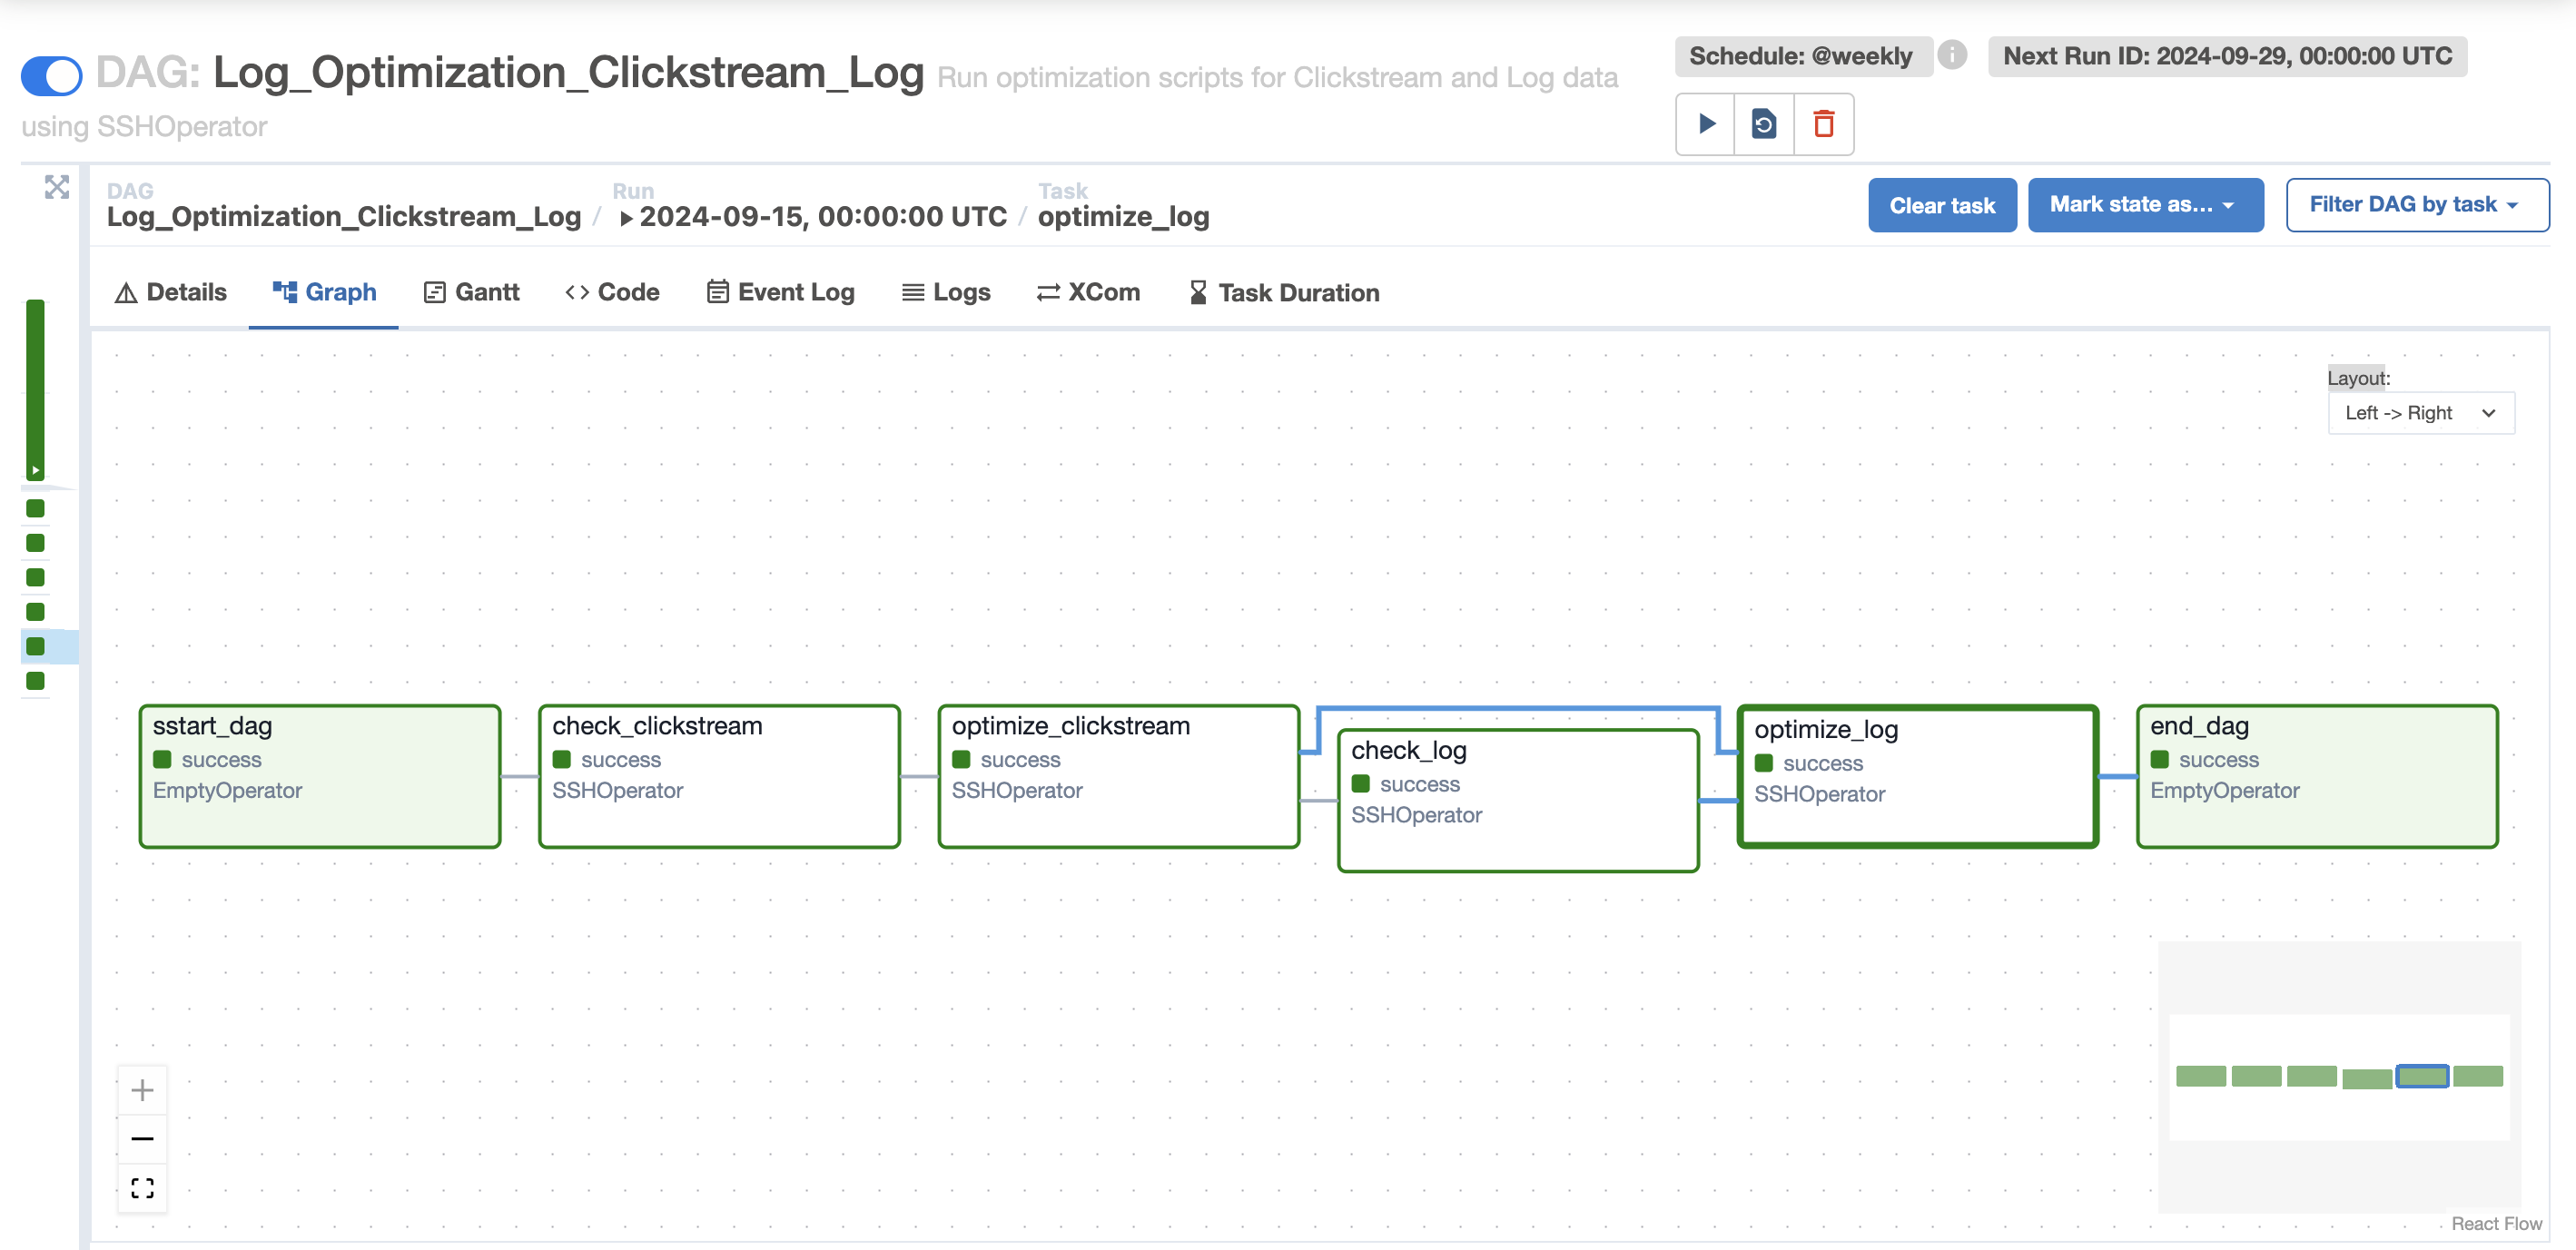 DAG: Log_Optimization_Clickstream_Log Run optimization scripts for Clickstream and Log data
using SSHOperator
Schedule: @weekly
Next Run ID: 2024-09-29, 00:00:00 UTC
DAG
Log_Optimization_Clickstream_Log
/
Run
2024-09-15, 00:00:00 UTC
/
Task
optimize_log
Clear task
Mark state as...
Filter DAG by task
Details
Graph
Gantt
Code
Event Log
Logs
XCom
Task Duration
Layout:
Left -> Right
sstart_dag
success
EmptyOperator
check_clickstream
success
SSHOperator
optimize_clickstream
success
SSHOperator
check_log
success
SSHOperator
optimize_log
success
SSHOperator
end_dag
success
EmptyOperator
React Flow